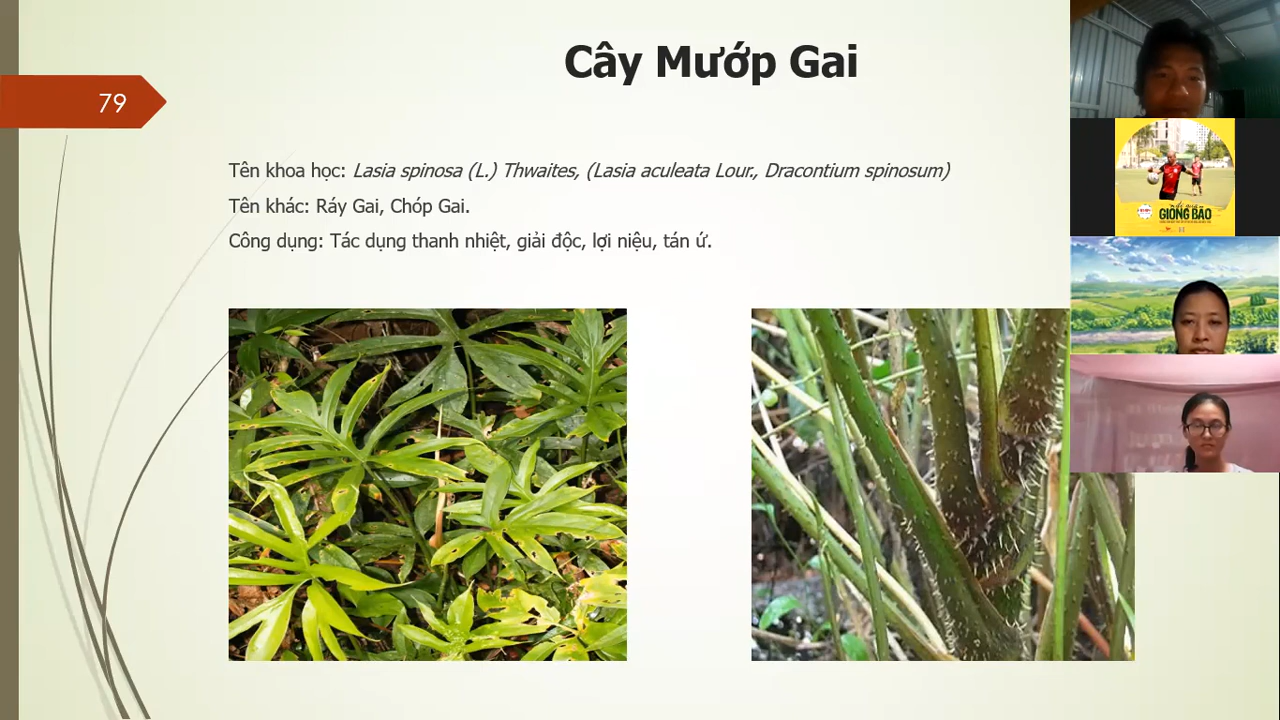 Cây Mướp Gai
79
Tên khoa học: Lasia spinosa (L.) Thwaites, (Lasia aculeata Lour., Dracontium spinosum)
Tên khác: Ráy Gai, Chóp Gai.
Công dụng: Tác dụng thanh nhiệt, giải độc, lợi niệu, tán ứ.
GIÔNG BÃO